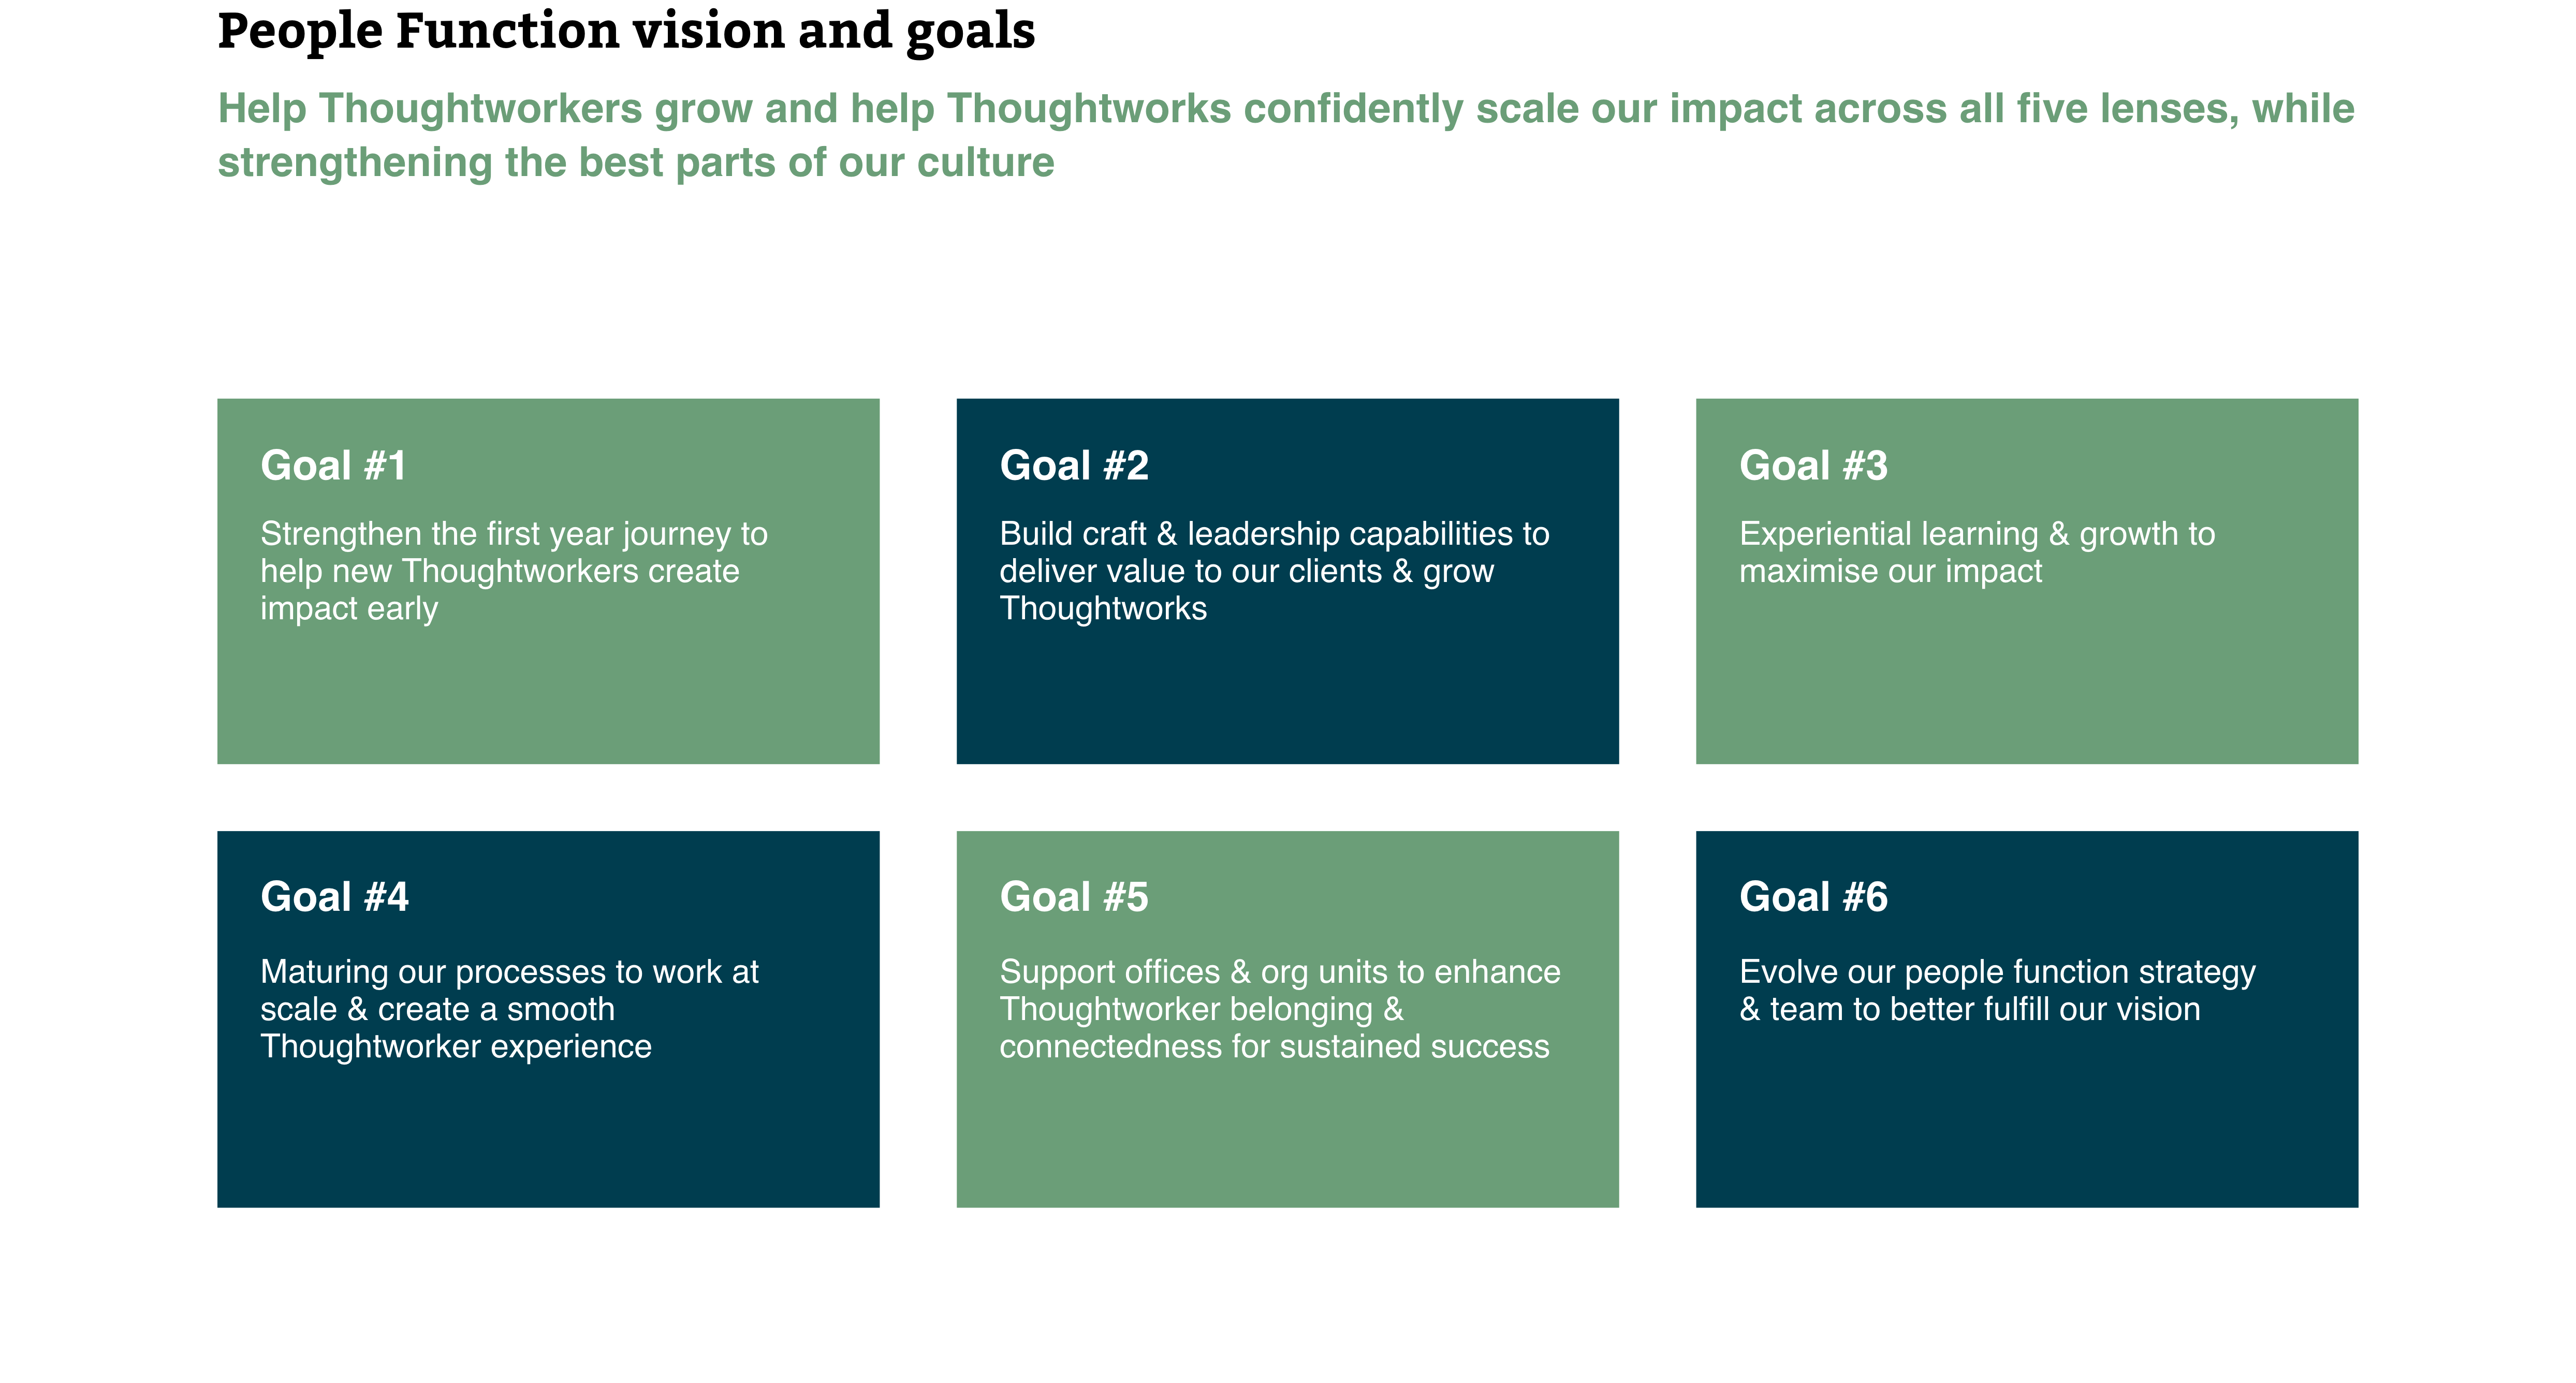 People Function vision and goals
Help Thoughtworkers grow and help Thoughtworks confidently scale our impact across all five lenses, while
strengthening the best parts of our culture
Goal #1
Strengthen the first year journey to
help new Thoughtworkers create
impact early
Goal #2
Build craft & leadership capabilities to
deliver value to our clients & grow
Thoughtworks
Goal #3
Experiential learning & growth to
maximise our impact
Goal #4
Maturing our processes to work at
scale & create a smooth
Thoughtworker experience
Goal #5
Support offices & org units to enhance
Thoughtworker belonging &
connectedness for sustained success
Goal #6
Evolve our people function strategy
& team to better fulfill our vision